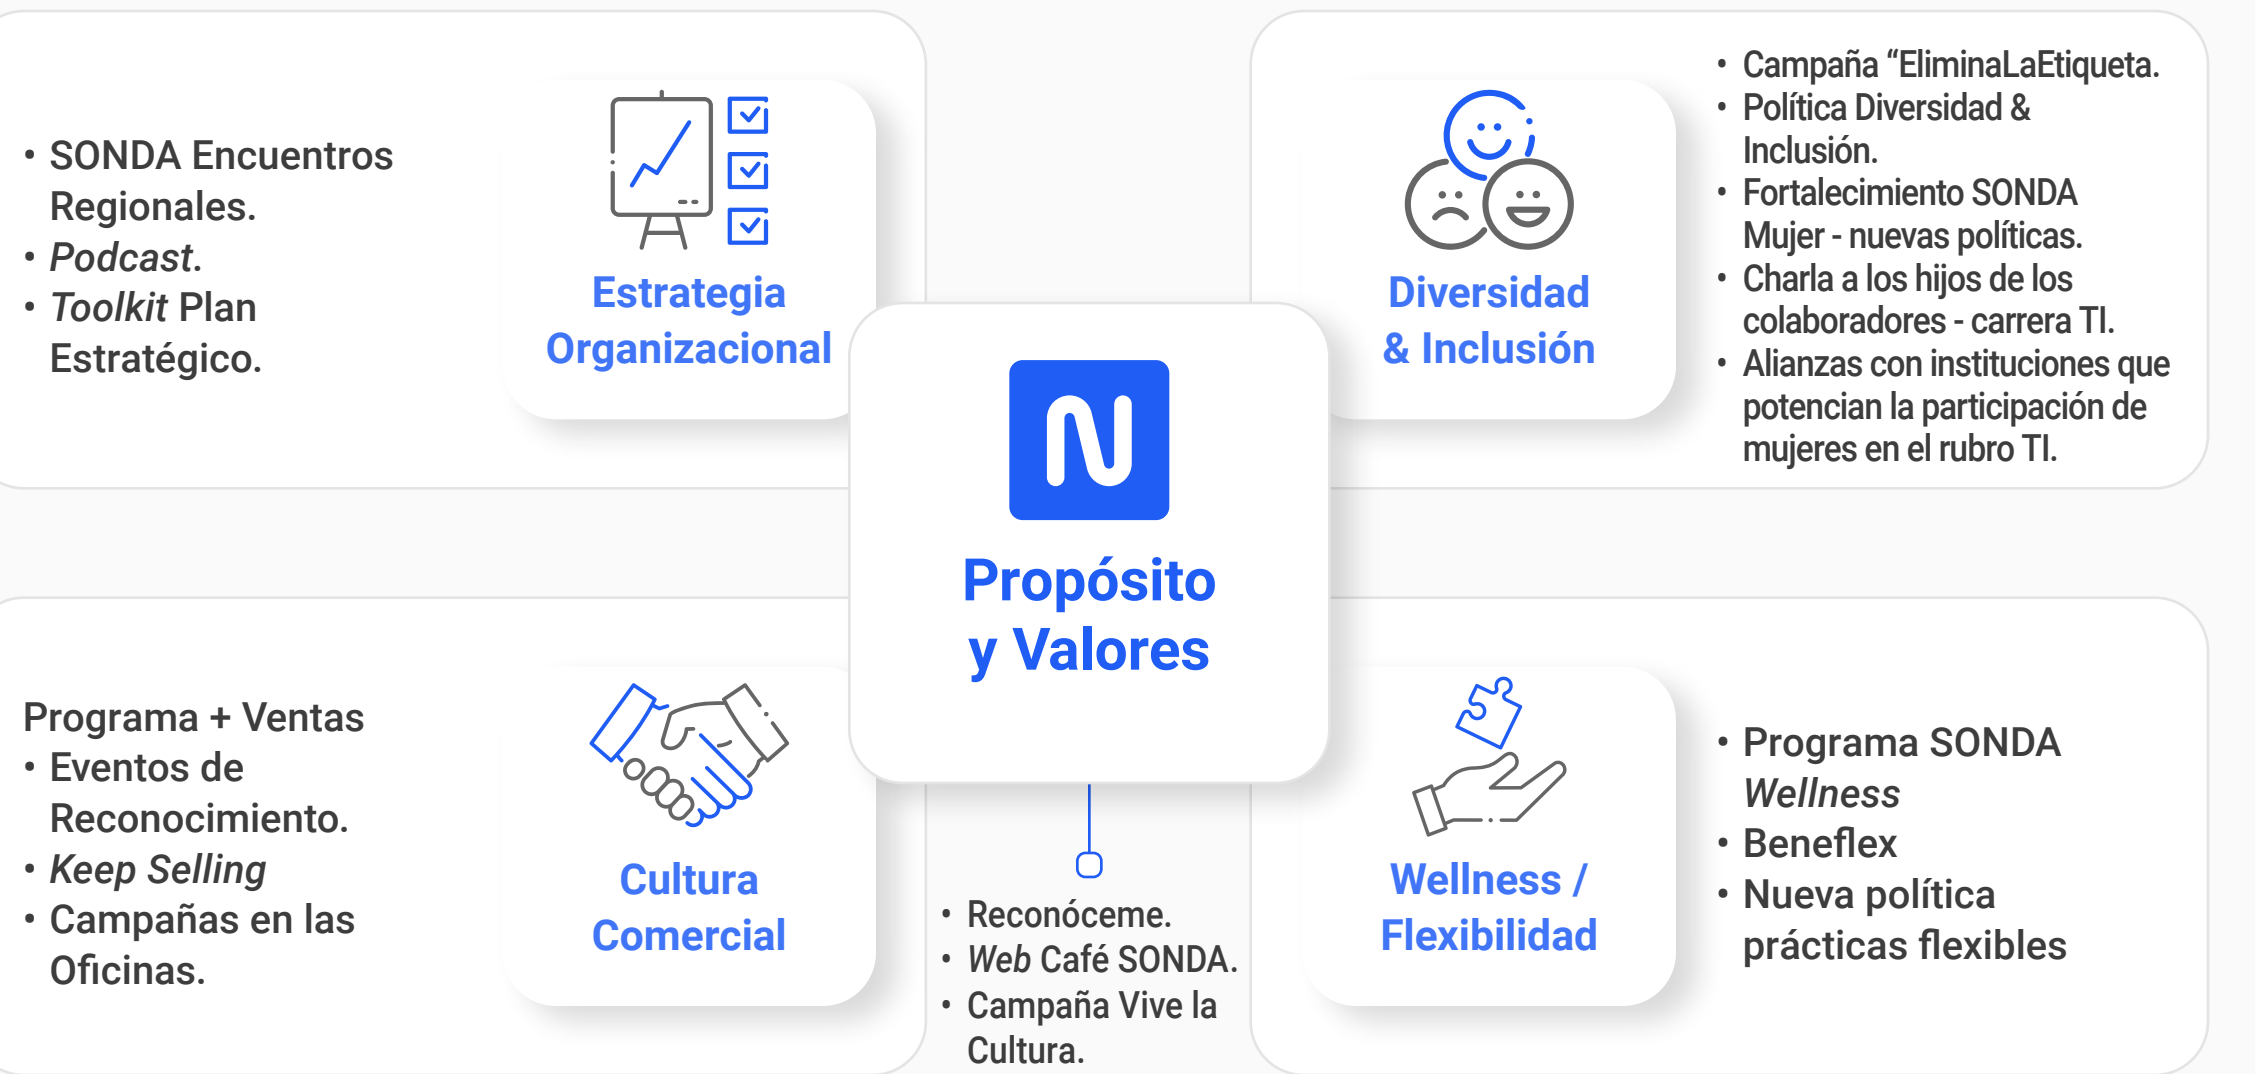 • SONDA Encuentros
Regionales.
• Podcast.
• Toolkit Plan
Estratégico.
Estrategia
Organizacional
Diversidad
& Inclusión
• Campaña “EliminaLaEtiqueta.
• Política Diversidad &
Inclusión.
• Fortalecimiento SONDA
Mujer - nuevas políticas.
• Charla a los hijos de los
colaboradores - carrera TI.
• Alianzas con instituciones que
potencian la participación de
mujeres en el rubro TI.
Propósito
y Valores
Programa + Ventas
• Eventos de
Reconocimiento.
• Keep Selling
• Campañas en las
Oficinas.
Cultura
Comercial
• Reconóceme.
• Web Café SONDA.
• Campaña Vive la
Cultura.
Wellness /
Flexibilidad
• Programa SONDA
Wellness
• Beneflex
• Nueva política
prácticas flexibles